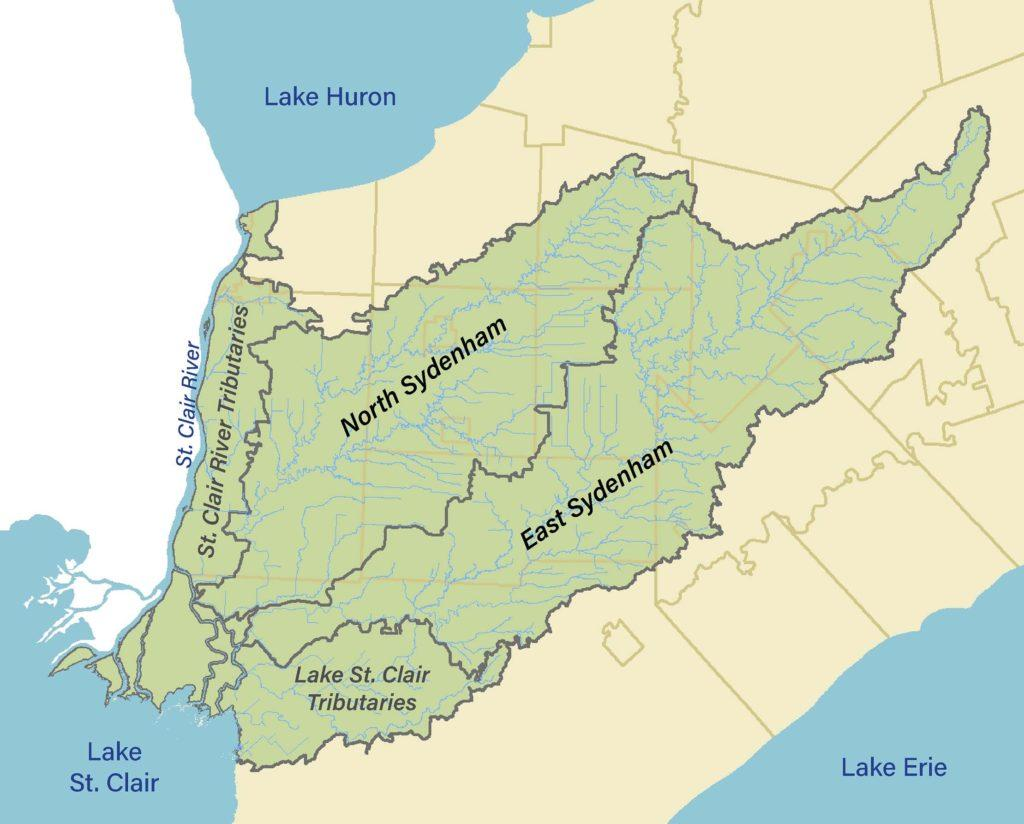 Lake Huron
St. Clair River
St. Clair River Tributaries
North Sydenham
East Sydenham
Lake St. Clair
Tributaries
Lake
St. Clair
Lake Erie